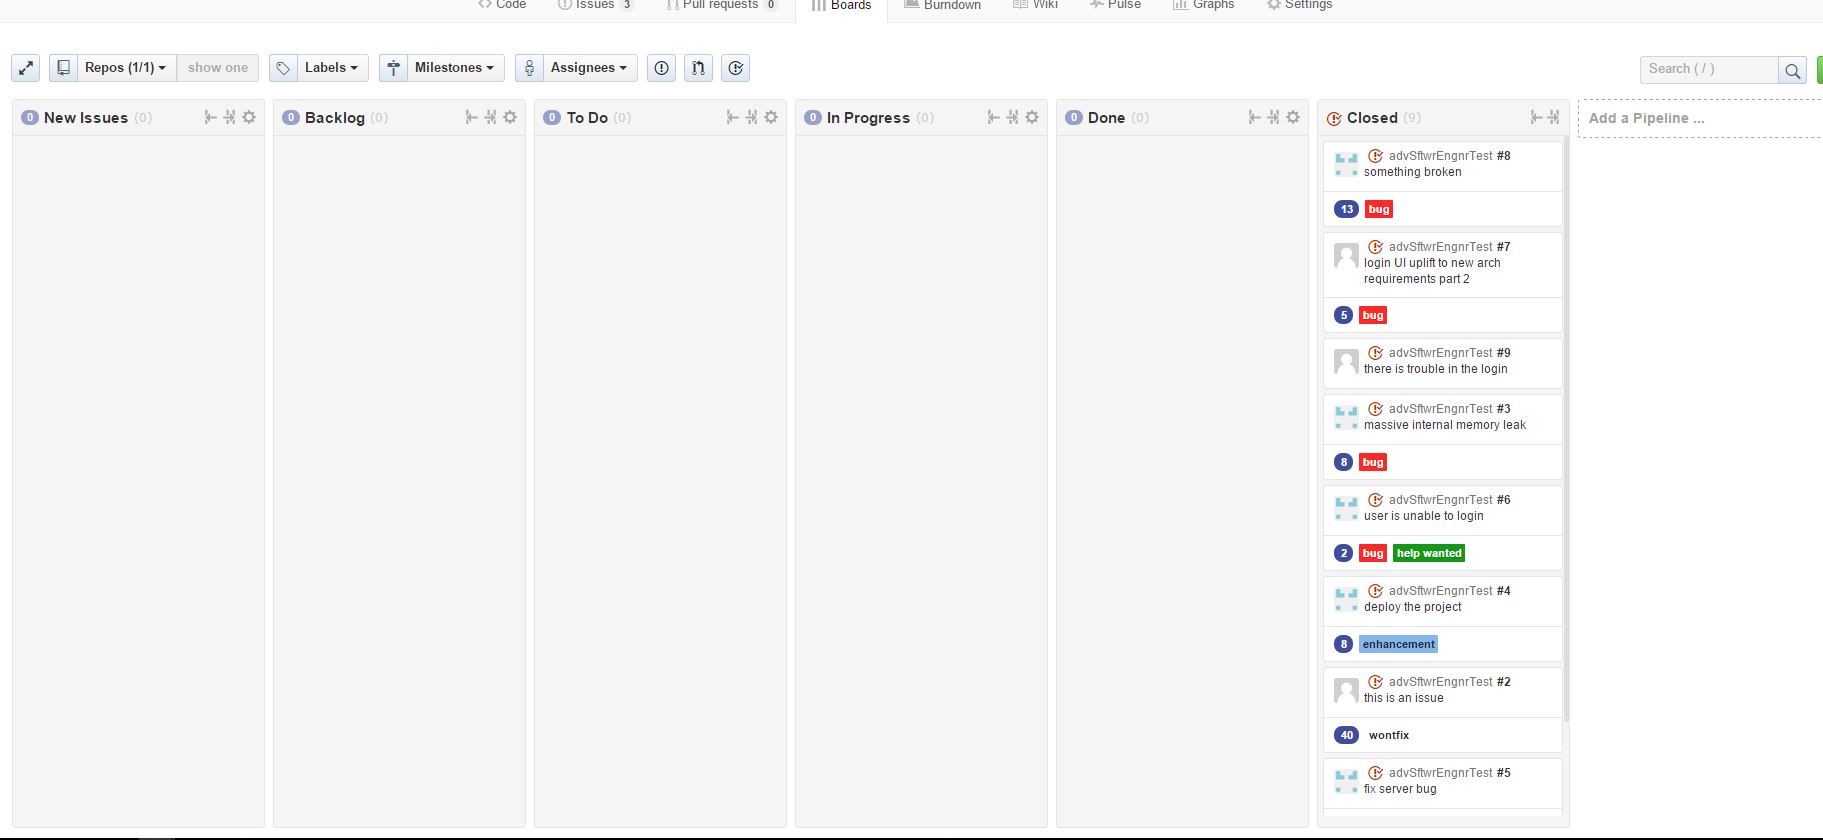 Code Issues 3 Pull requests 0 Boards Burndown Wiki Pulse Graphs Settings
Repos (1/1) show one Labels Milestones Assignees Search ( / )
0 New Issues (0) 0 Backlog (0) 0 To Do (0) 0 In Progress (0) 0 Done (0) Closed (9) Add a Pipeline ...
advSftwrEngnrTest #8
something broken
13 bug
advSftwrEngnrTest #7
login UI uplift to new arch
requirements part 2
5 bug
advSftwrEngnrTest #9
there is trouble in the login
advSftwrEngnrTest #3
massive internal memory leak
8 bug
advSftwrEngnrTest #6
user is unable to login
2 bug help wanted
advSftwrEngnrTest #4
deploy the project
8 enhancement
advSftwrEngnrTest #2
this is an issue
40 wontfix
advSftwrEngnrTest #5
fix server bug